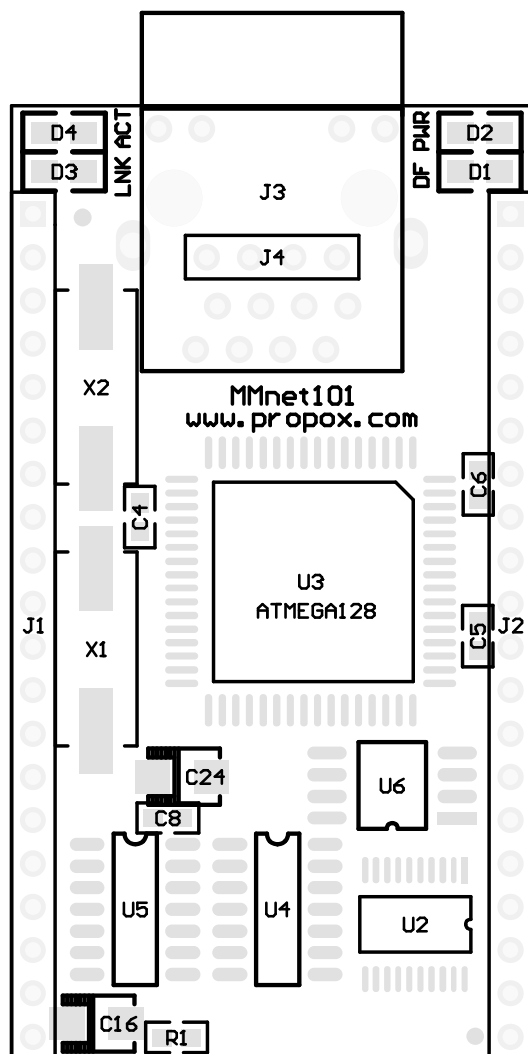 D4
D3
LNK ACT
DF PWR
D2
D1
J3
J4
X2
MMnet101
www.propox.com
C4
C6
U3
ATMEGA128
J1
X1
C5
J2
C24
U6
C8
U5
U4
U2
C16
R1